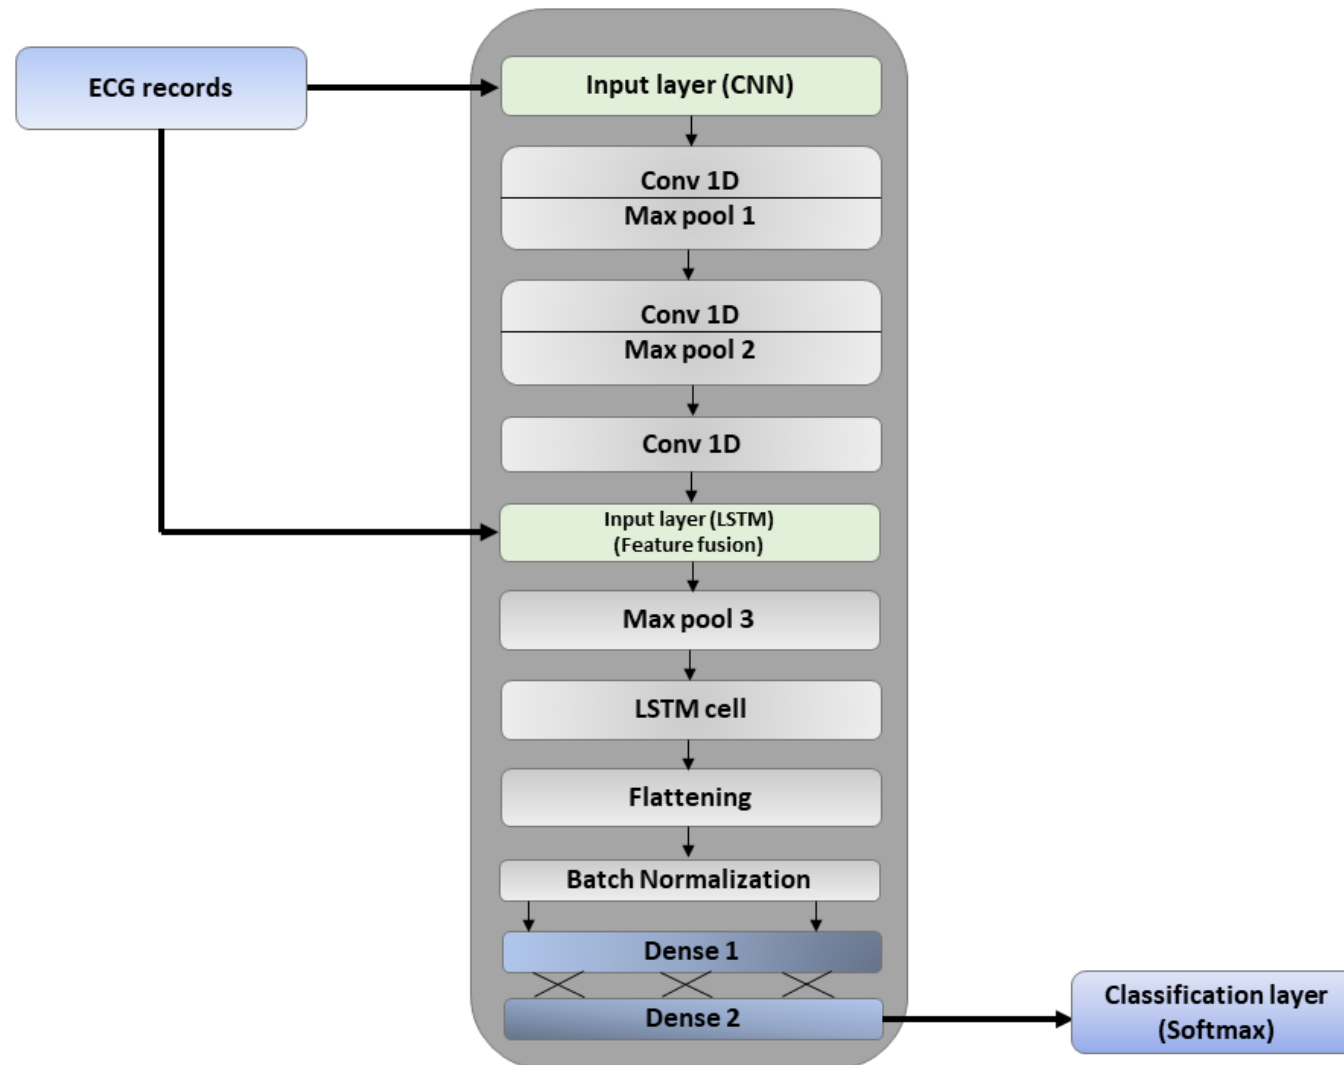 ECG records
Input layer (CNN)
Conv 1D
Max pool 1
Conv 1D
Max pool 2
Conv 1D
Input layer (LSTM)
(Feature fusion)
Max pool 3
LSTM cell
Flattening
Batch Normalization
Dense 1
Dense 2
Classification layer
(Softmax)